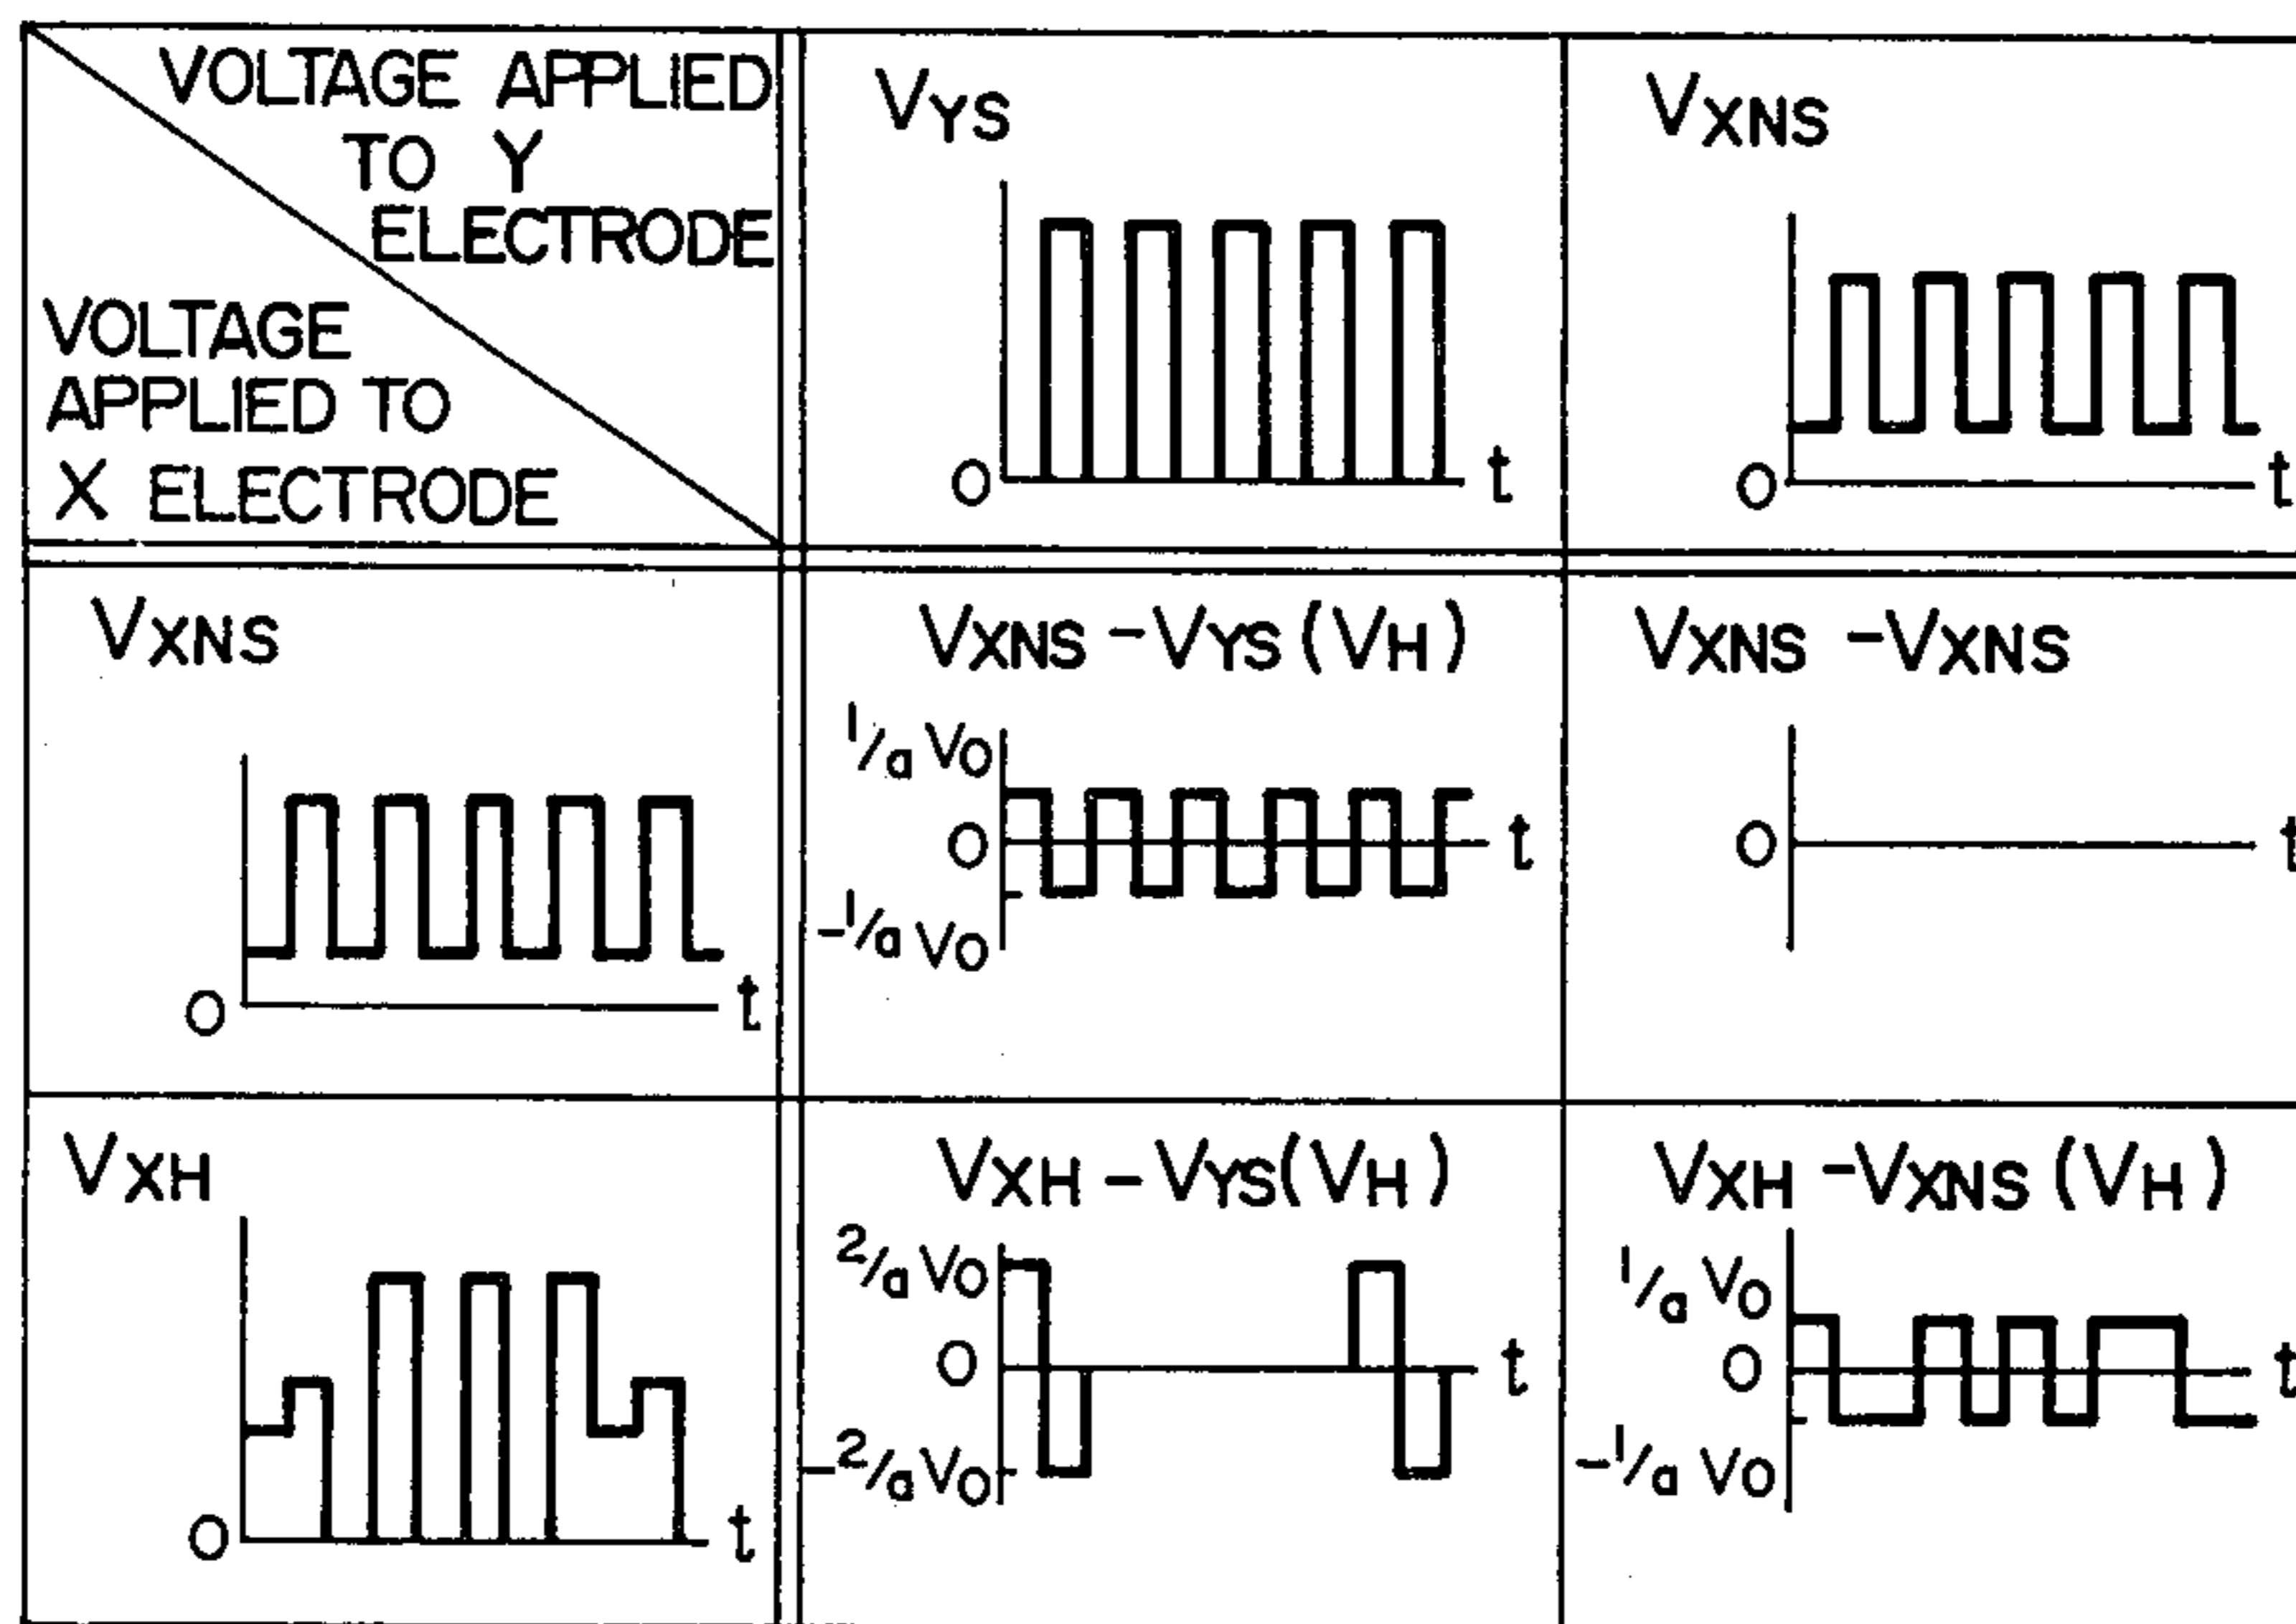 VOLTAGE APPLIED
TO Y
ELECTRODE
VOLTAGE
APPLIED TO
X ELECTRODE
VYS
0
t
VXNS
0
t
VXNS
0
t
VXNS -VYS (VH)
1/a V0
0
-1/a V0
t
VXNS -VXNS
0
t
VXH
0
t
VXH -VYS(VH)
2/a V0
0
-2/a V0
t
VXH -VXNS (VH)
1/a V0
0
-1/a V0
t